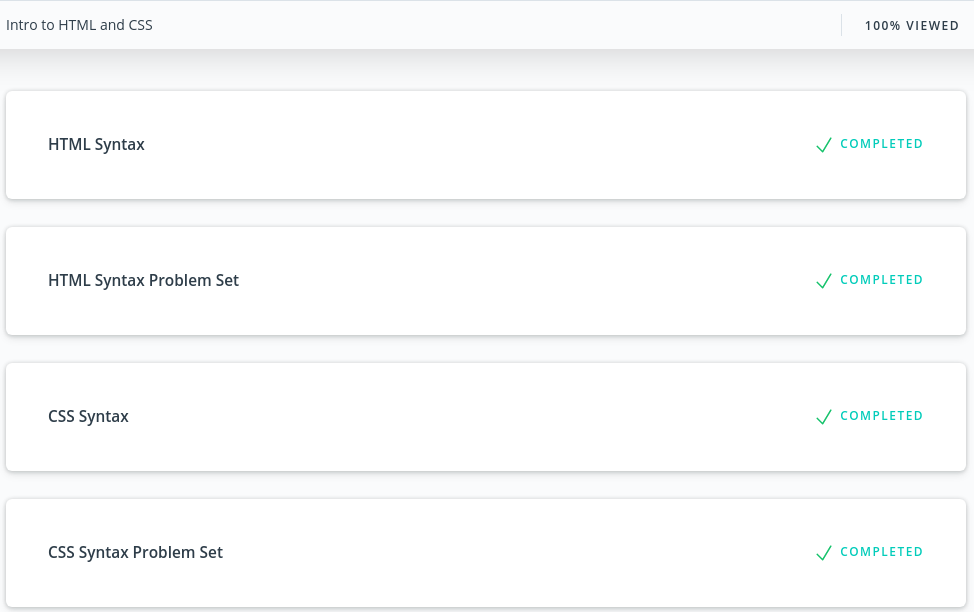 Intro to HTML and CSS 100% VIEWED
HTML Syntax COMPLETED
HTML Syntax Problem Set COMPLETED
CSS Syntax COMPLETED
CSS Syntax Problem Set COMPLETED